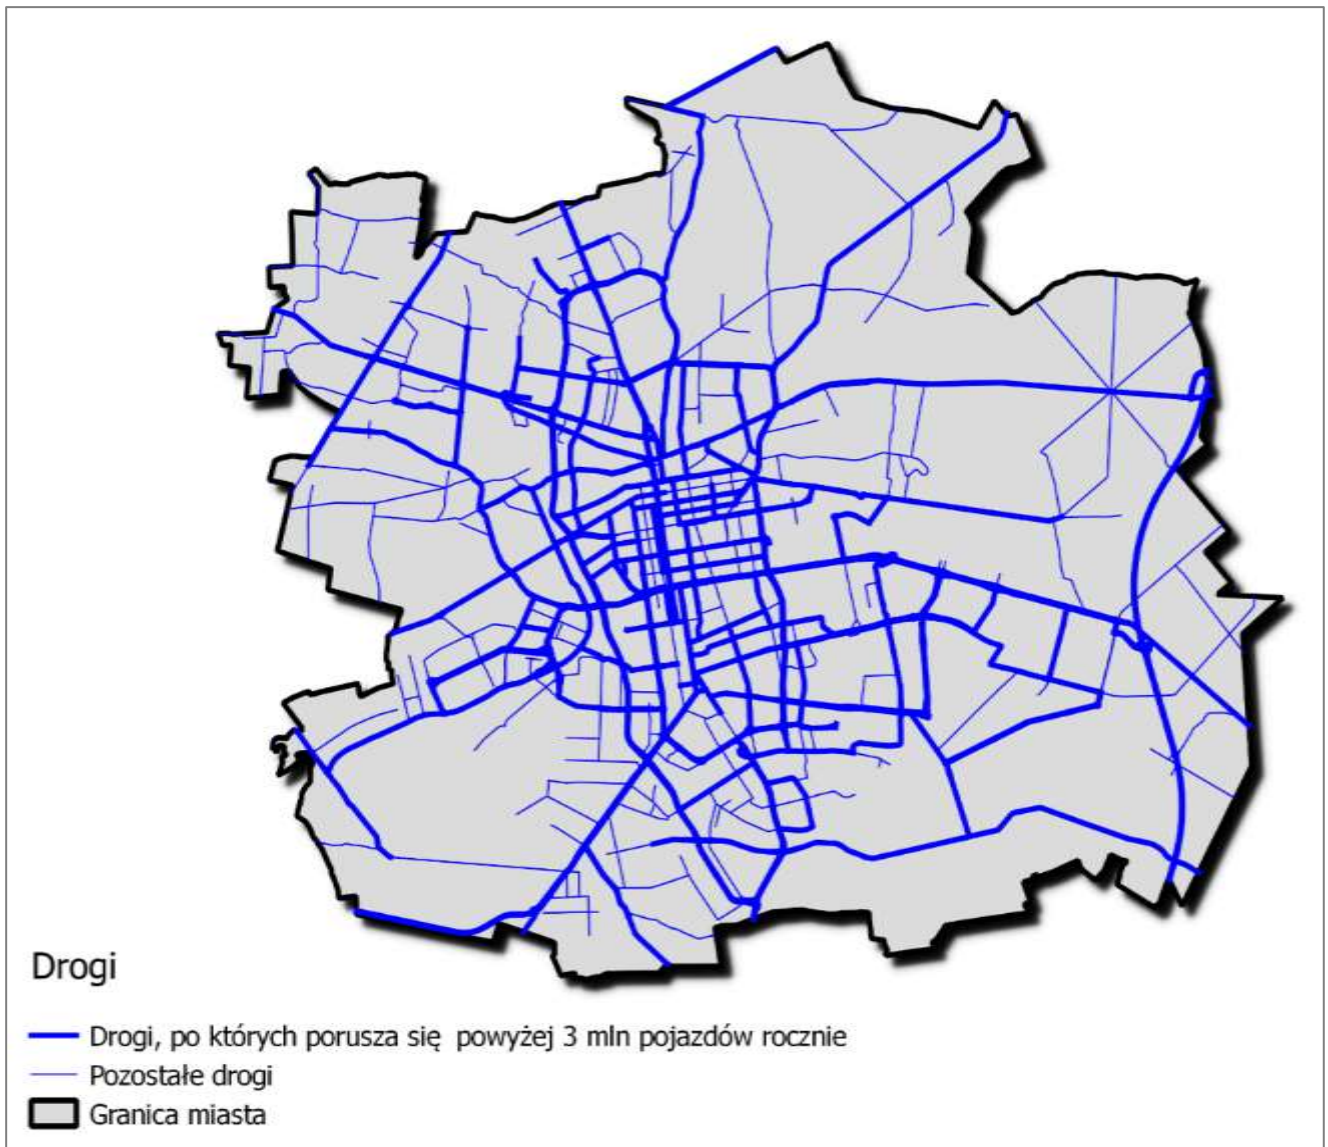 Drogi
Drogi, po których porusza się powyżej 3 mln pojazdów rocznie
Pozostałe drogi
Granica miasta